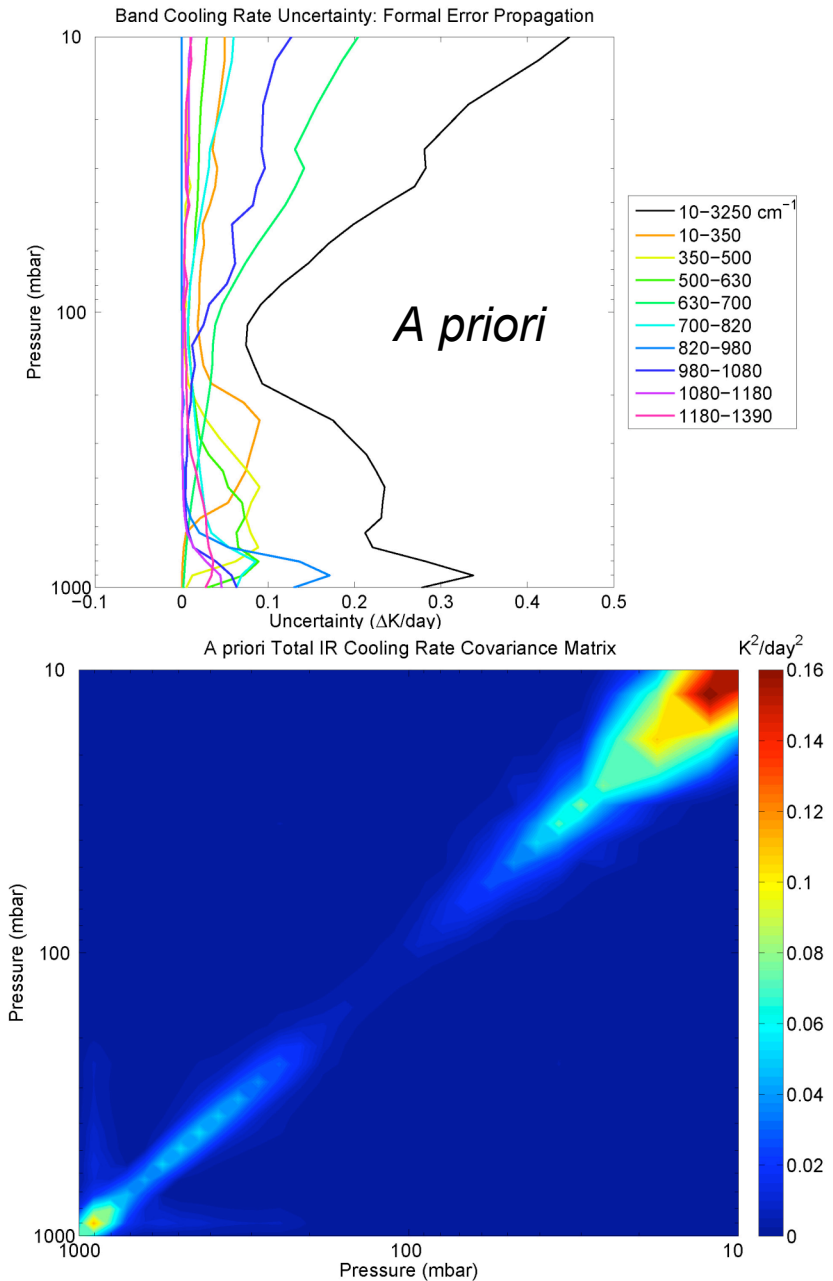 Band Cooling Rate Uncertainty: Formal Error Propagation
10
100
1000
Pressure (mbar)
A priori
−0.1 0 0.1 0.2 0.3 0.4 0.5
Uncertainty (ΔK/day)
10−3250 cm⁻¹
10−350
350−500
500−630
630−700
700−820
820−980
980−1080
1080−1180
1180−1390
A priori Total IR Cooling Rate Covariance Matrix
K²/day²
10
100
1000
Pressure (mbar)
1000 100 10
Pressure (mbar)
0.16
0.14
0.12
0.1
0.08
0.06
0.04
0.02
0